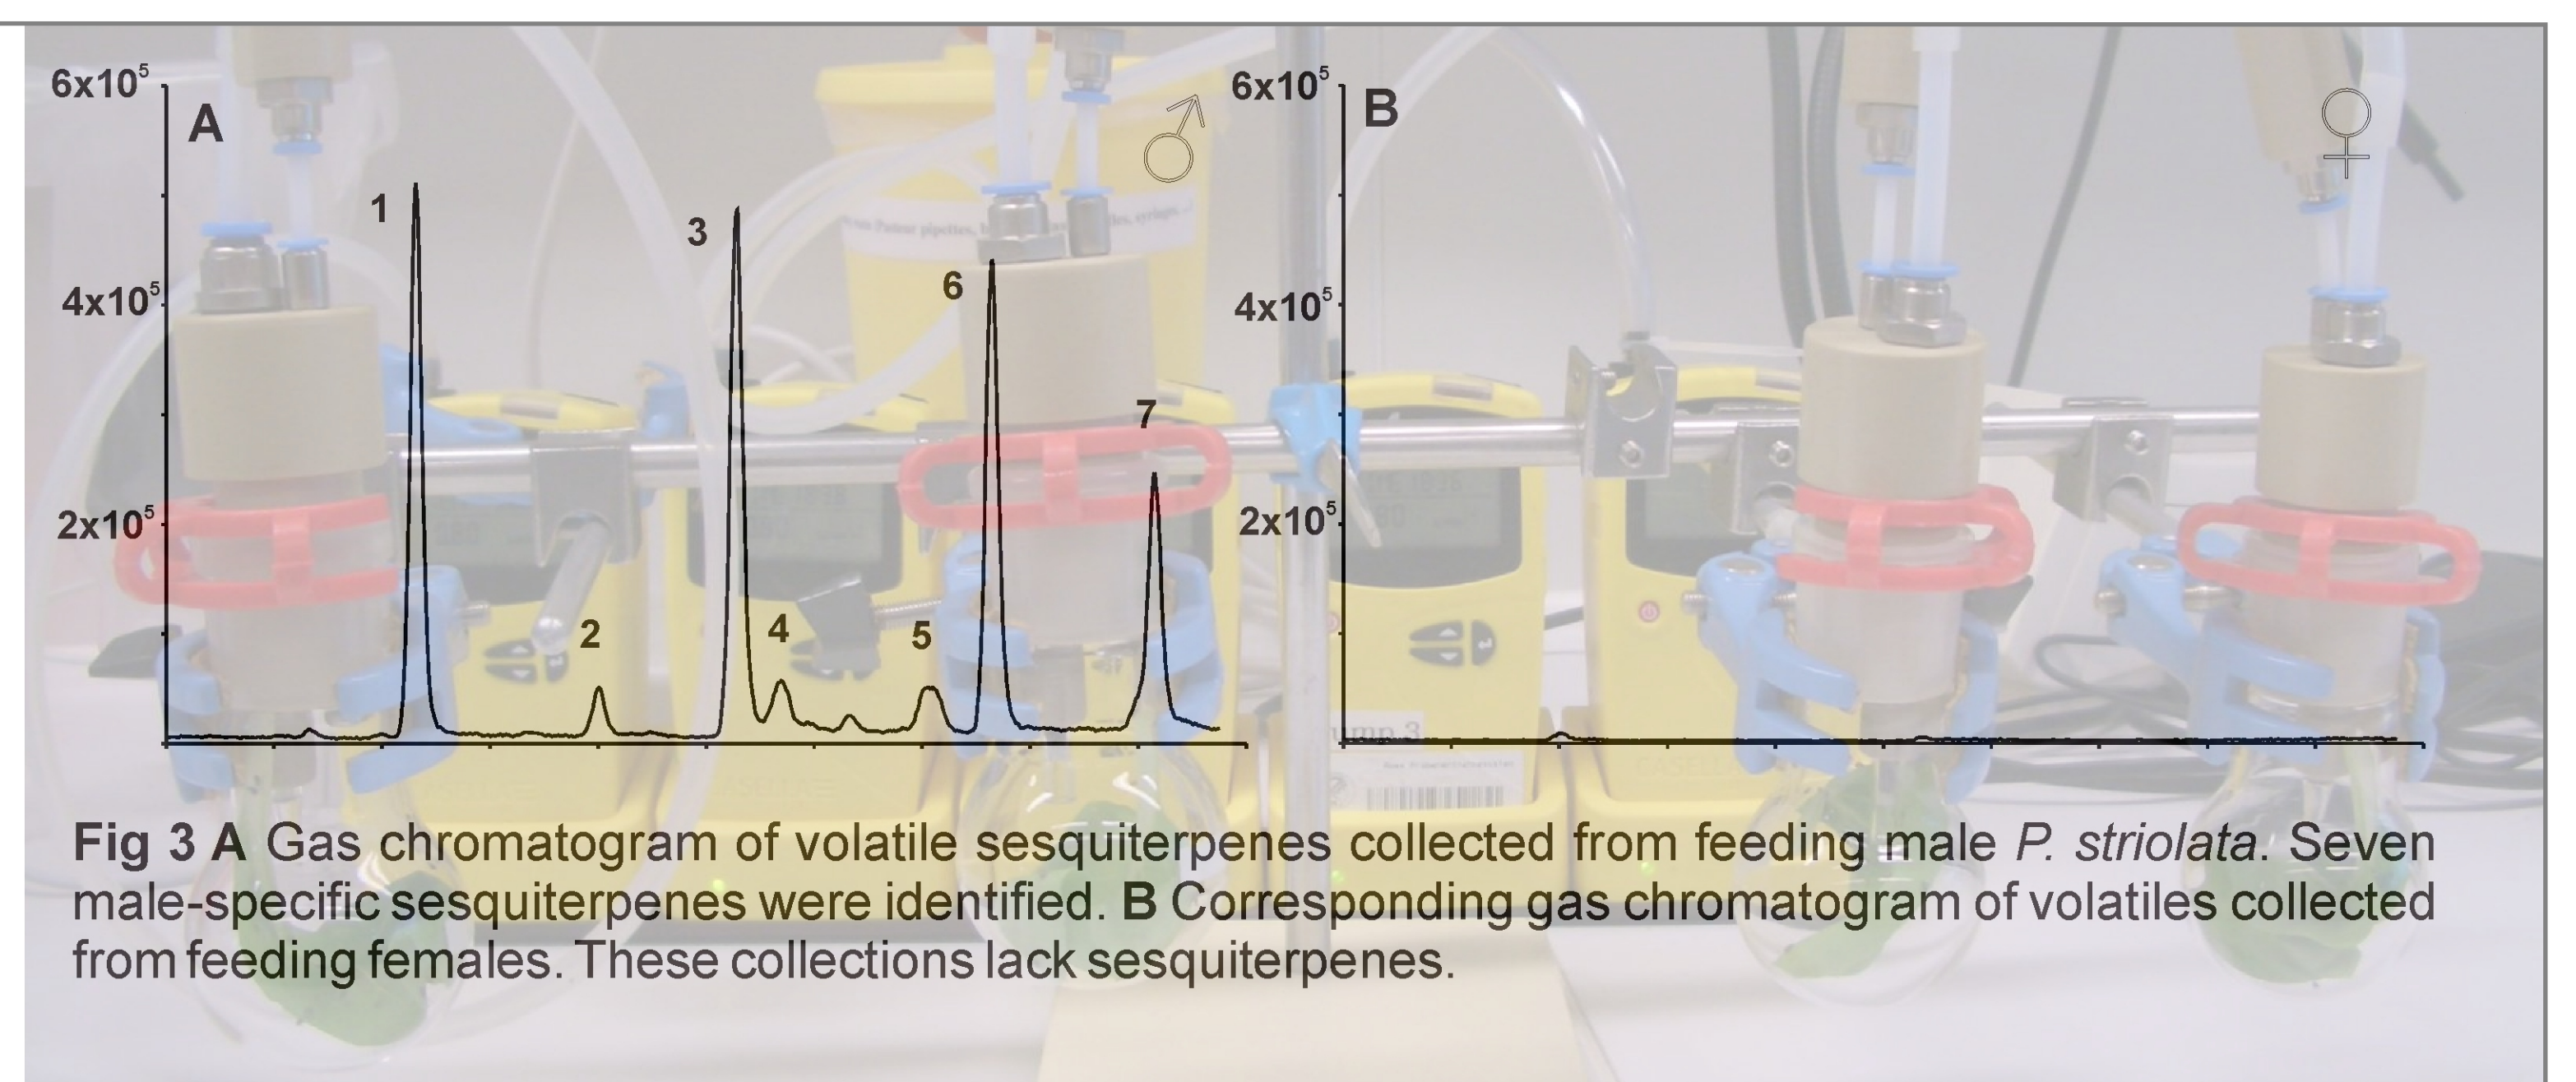 6x10⁵
A
♂
1
3
6
4x10⁵
7
2x10⁵
2
4
5
6x10⁵
B
♀
4x10⁵
2x10⁵
Fig 3 A Gas chromatogram of volatile sesquiterpenes collected from feeding male P. striolata. Seven
male-specific sesquiterpenes were identified. B Corresponding gas chromatogram of volatiles collected
from feeding females. These collections lack sesquiterpenes.